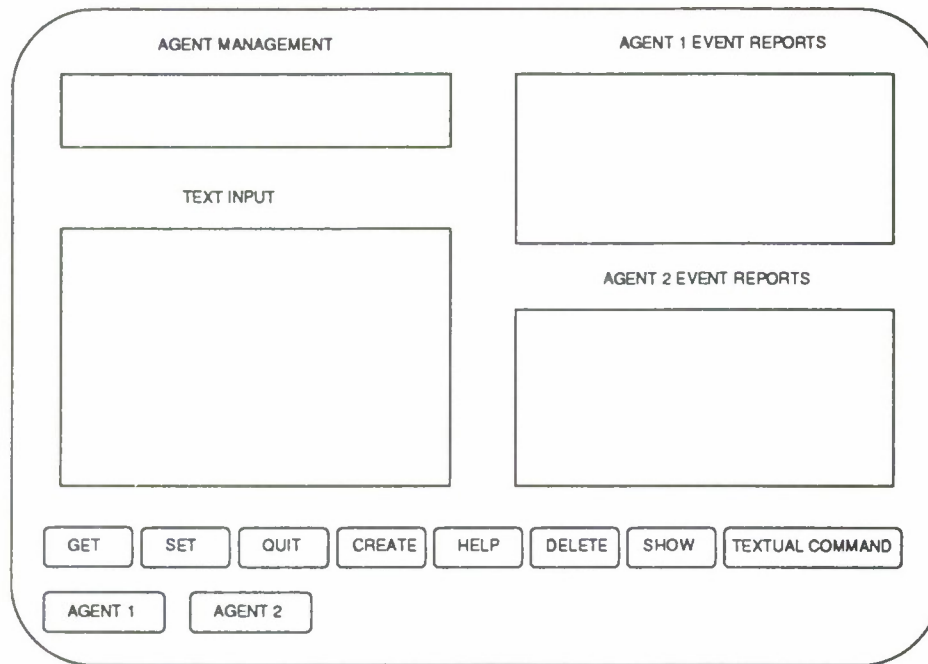 AGENT MANAGEMENT
AGENT 1 EVENT REPORTS
TEXT INPUT
AGENT 2 EVENT REPORTS
GET
SET
QUIT
CREATE
HELP
DELETE
SHOW
TEXTUAL COMMAND
AGENT 1
AGENT 2